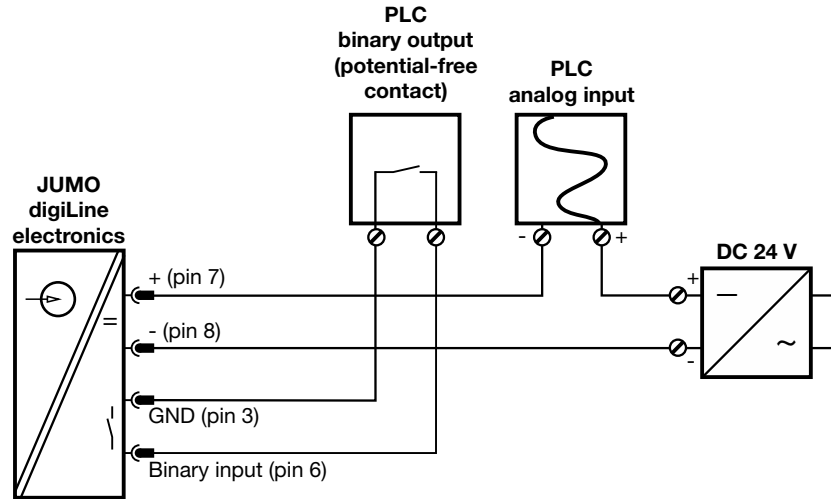 PLC
binary output
(potential-free
contact)
PLC
analog input
JUMO
digiLine
electronics
- +
DC 24 V
+ (pin 7)
+
- (pin 8)
-
~
GND (pin 3)
Binary input (pin 6)